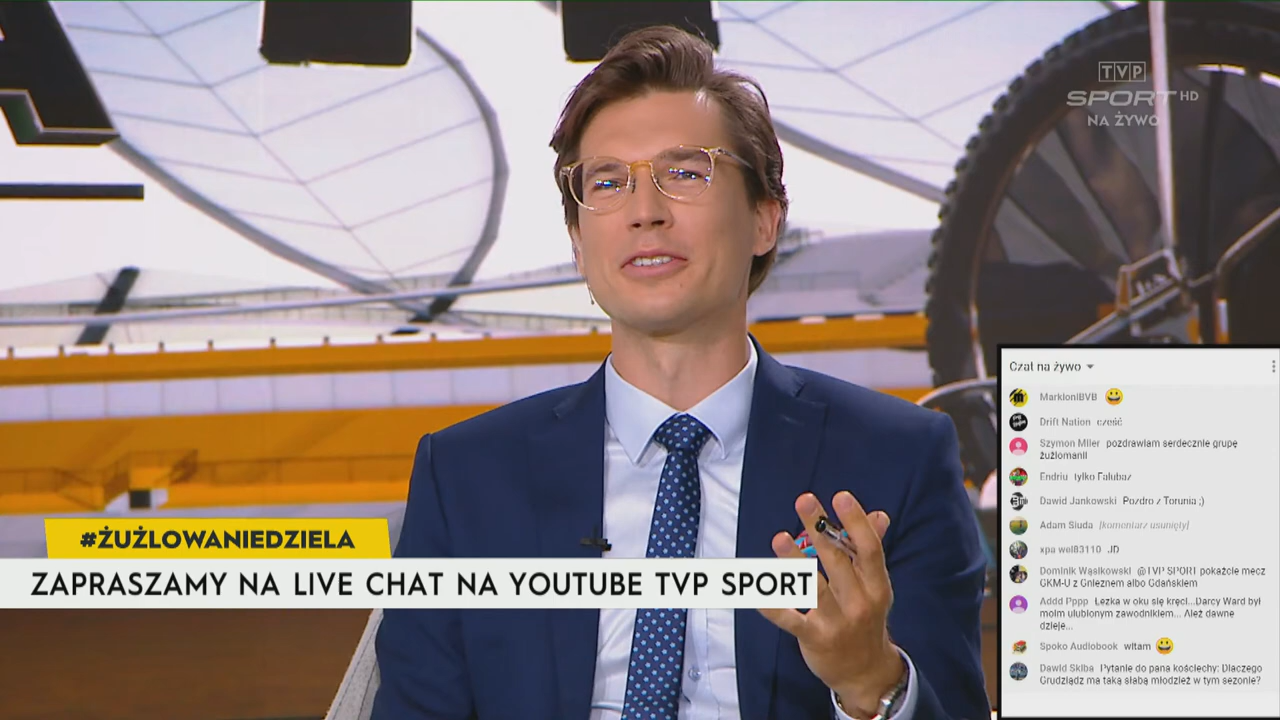 TVP
SPORT HD
NA ŻYWO
#ŻUŻLOWANIEDZIELA
ZAPRASZAMY NA LIVE CHAT NA YOUTUBE TVP SPORT
Czat na żywo
MarkioniBVB 😀
Drift Nation cześć
Szymon Miler pozdrawiam serdecznie grupę
żużlomanii
Endriu tylko Falubaz
Dawid Jankowski Pozdro z Torunia ;)
Adam Siuda [komentarz usunięty]
xpa wel83110 JD
Dominik Wąsikowski @TVP SPORT pokażcie mecz
GKM-U z Gnieznem albo Gdańskiem
Addd Pppp Łezka w oku się kręci...Darcy Ward był
moim ulubionym zawodnikiem... Ależ dawne
dzieje...
Spoko Audiobook witam 😀
Dawid Skiba Pytanie do pana kościechy: Dlaczego
Grudziądz ma taką słabą młodzież w tym sezonie?